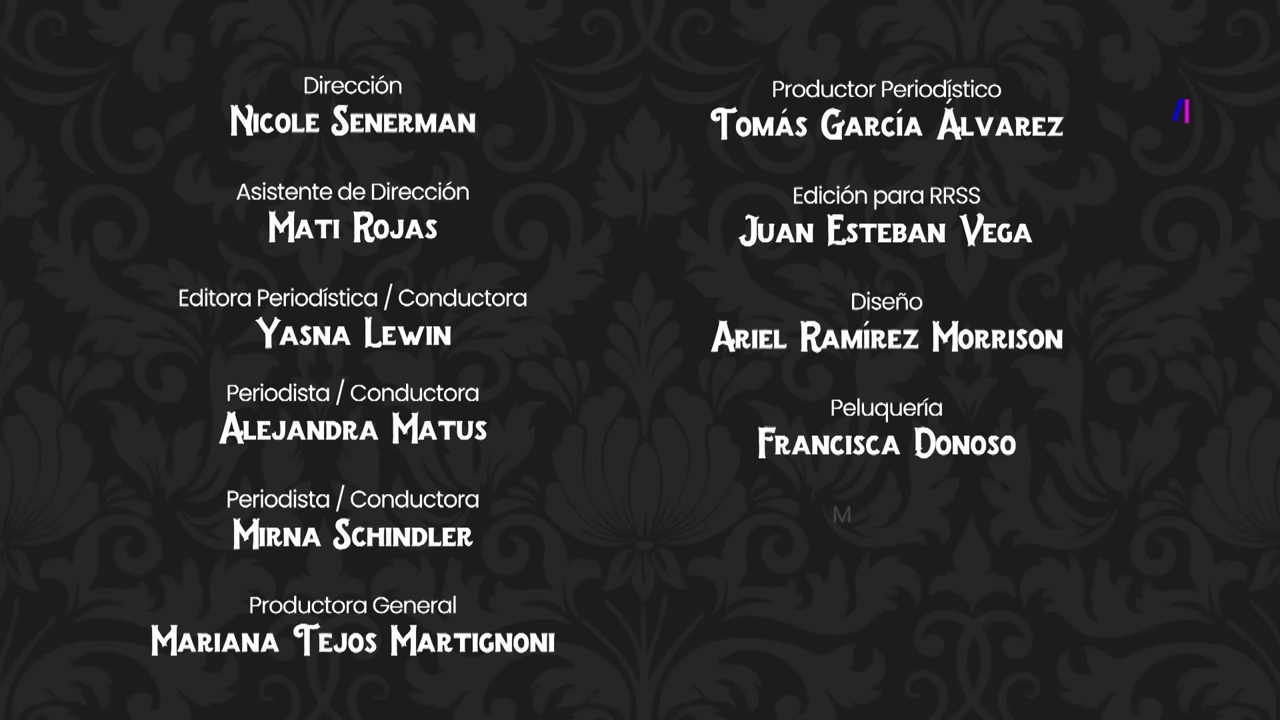 Dirección
Nicole Senerman
Asistente de Dirección
Mati Rojas
Editora Periodística / Conductora
Yasna Lewin
Periodista / Conductora
Alejandra Matus
Periodista / Conductora
Mirna Schindler
Productora General
Mariana Tejos Martignoni
Productor Periodístico
Tomás García Álvarez
Edición para RRSS
Juan Esteban Vega
Diseño
Ariel Ramírez Morrison
Peluquería
Francisca Donoso
M